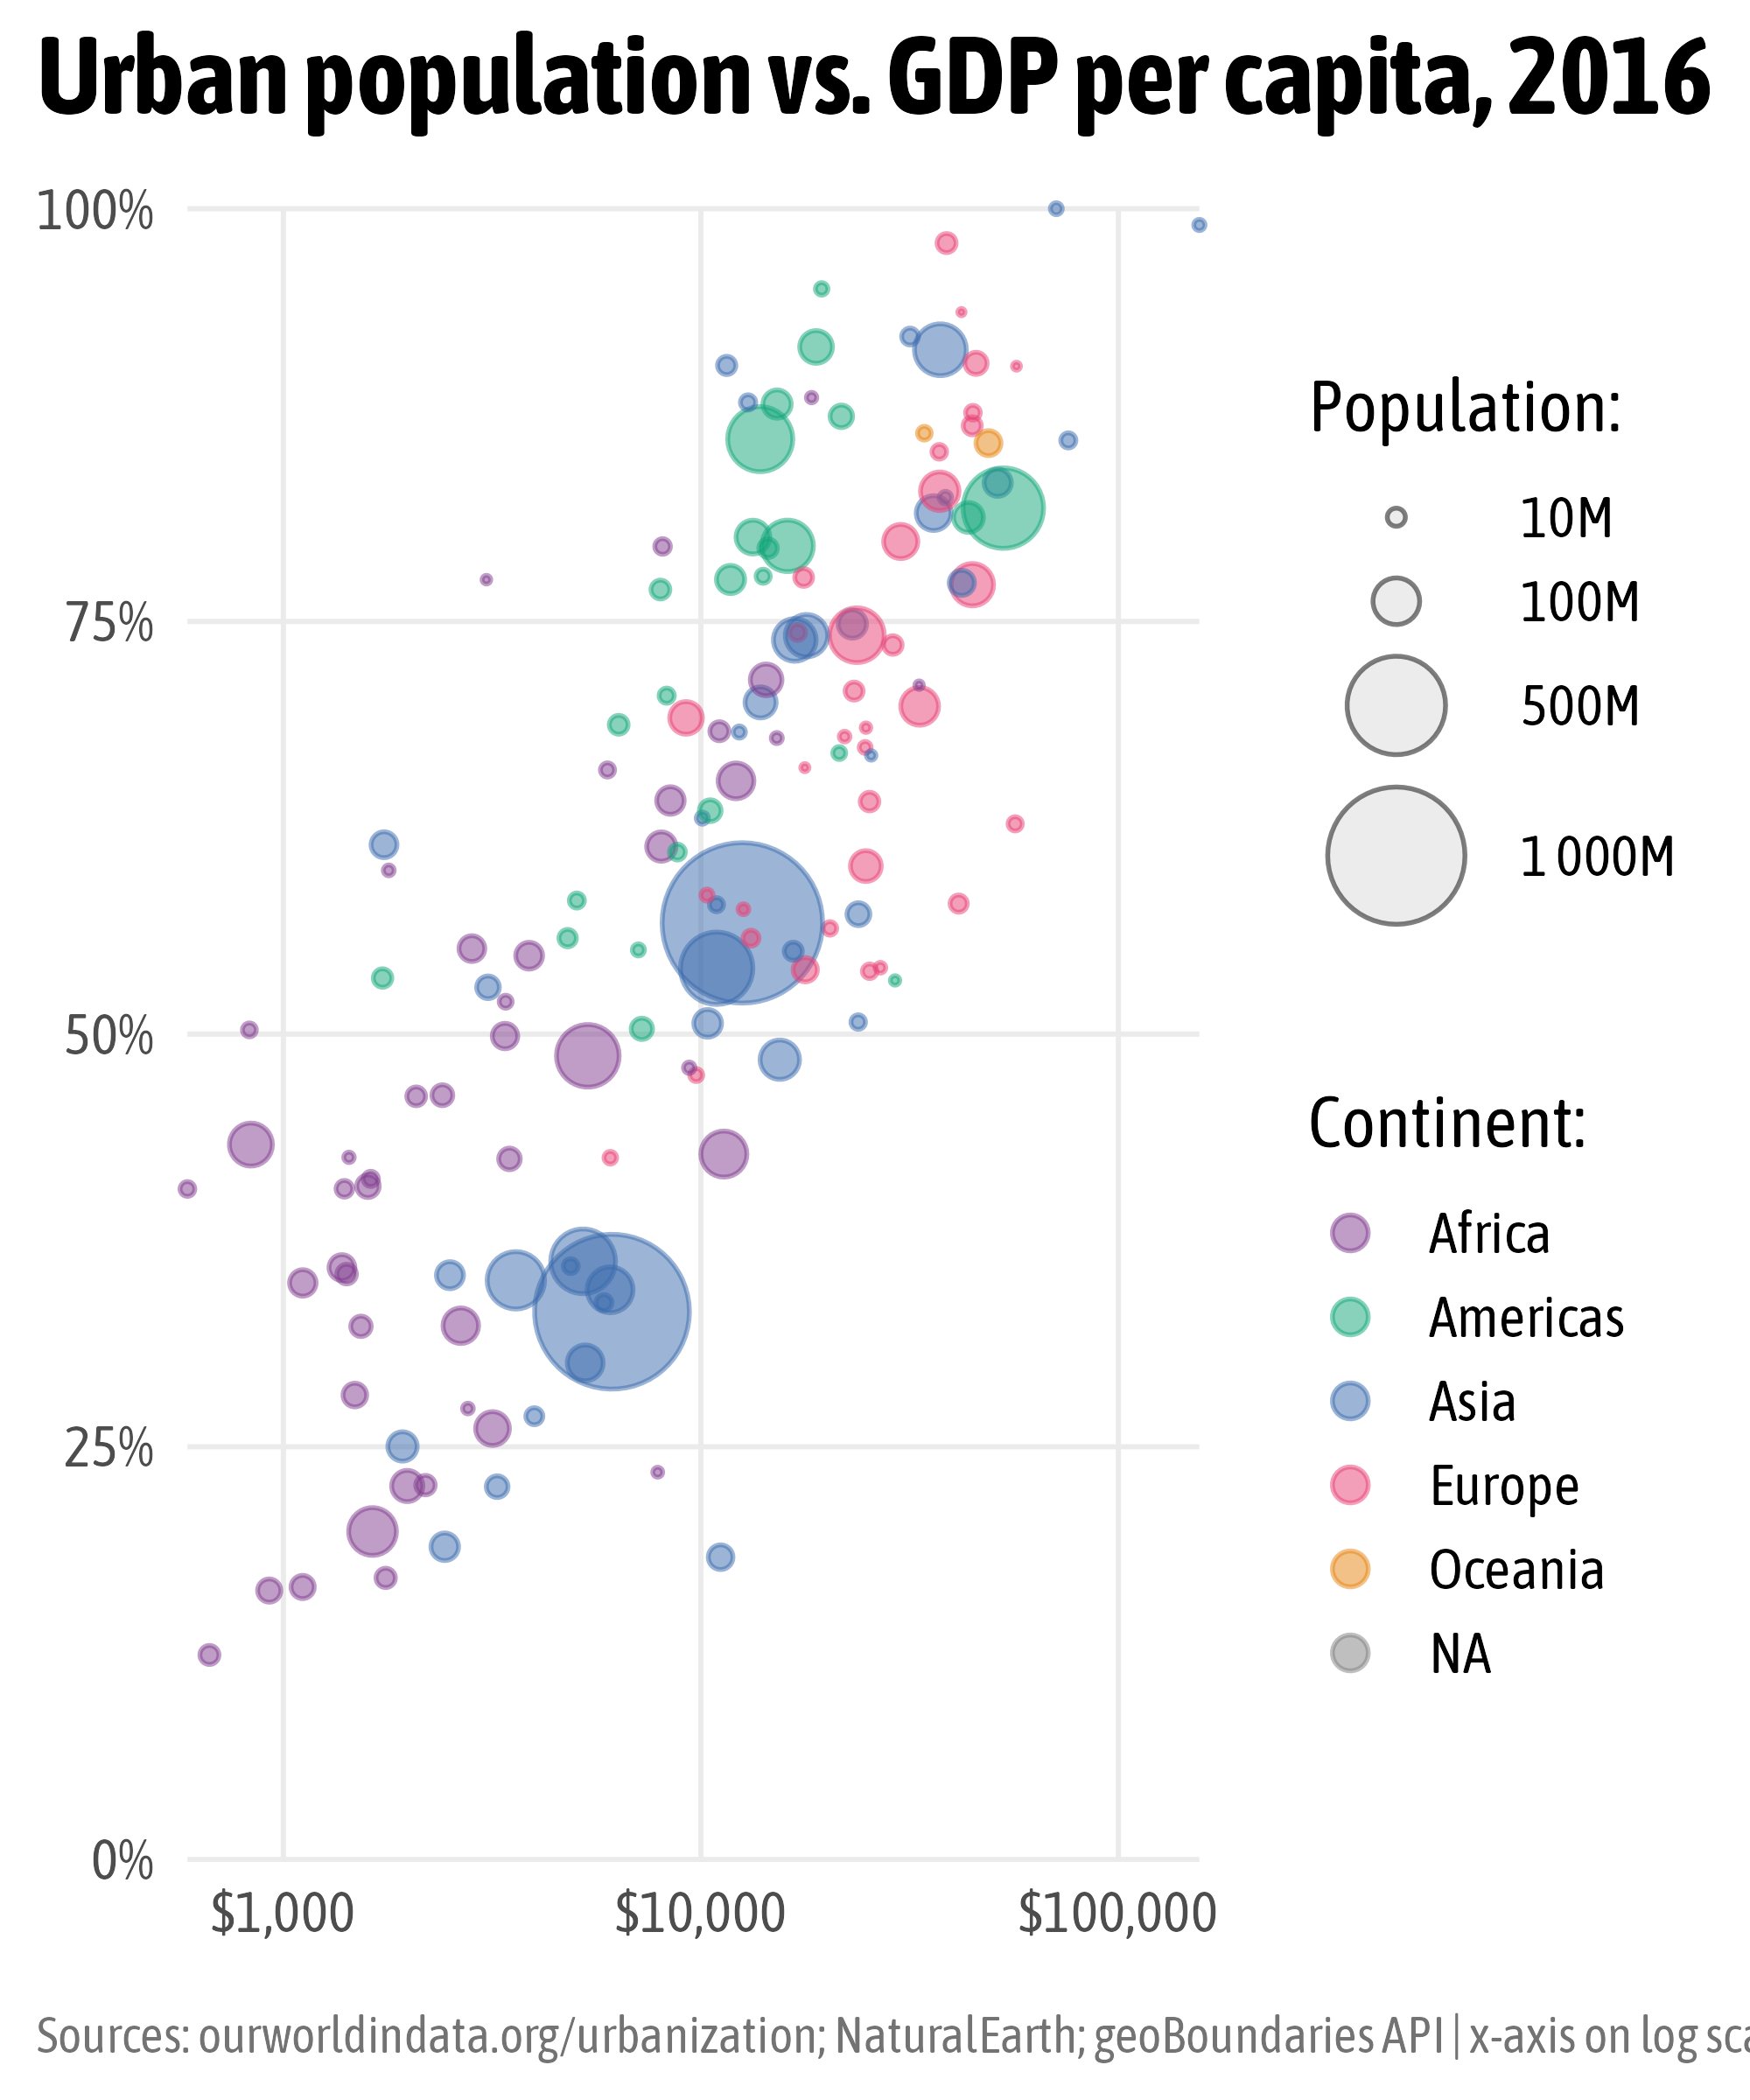 Urban population vs. GDP per capita, 2016
100%
75%
50%
25%
0%
$1,000
$10,000
$100,000
Population:
10M
100M
500M
1 000M
Continent:
Africa
Americas
Asia
Europe
Oceania
NA
Sources: ourworldindata.org/urbanization; NaturalEarth; geoBoundaries API | x-axis on log sca